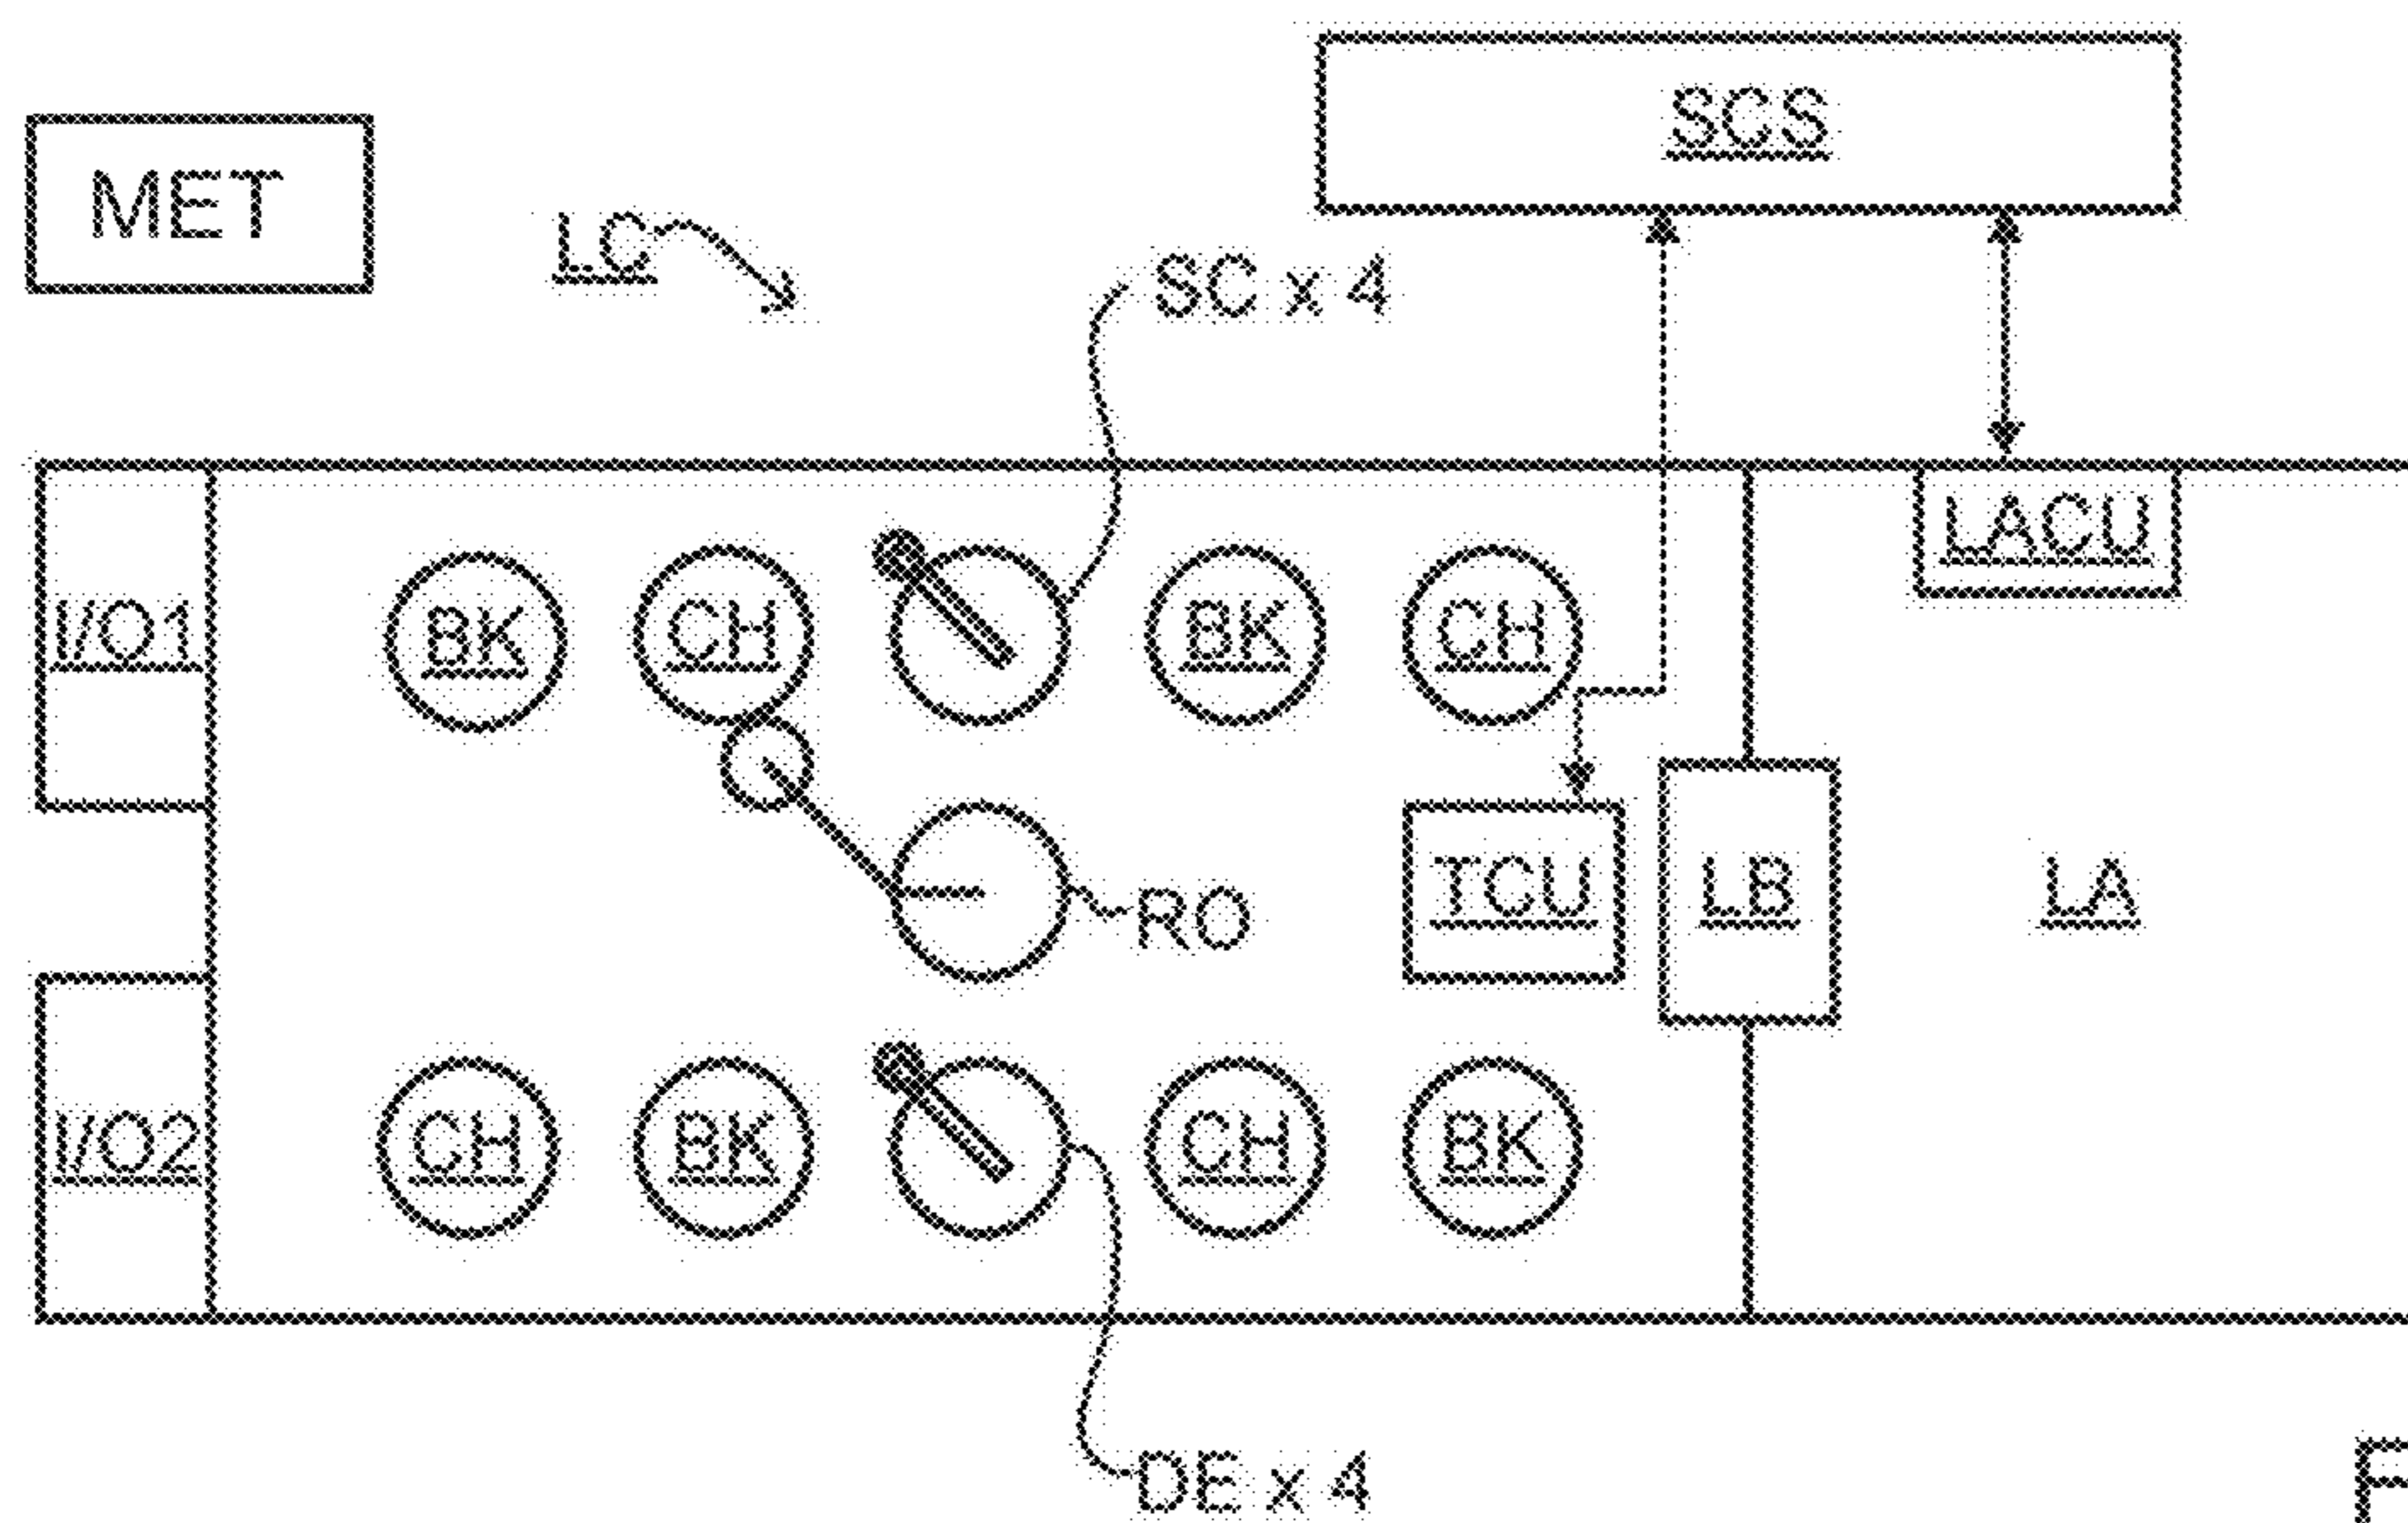 SCS
MET
LC
SC x 4
LACU
I/O1
BK
CH
BK
CH
TCU
LB
LA
RO
I/O2
CH
BK
CH
BK
DE x 4
F